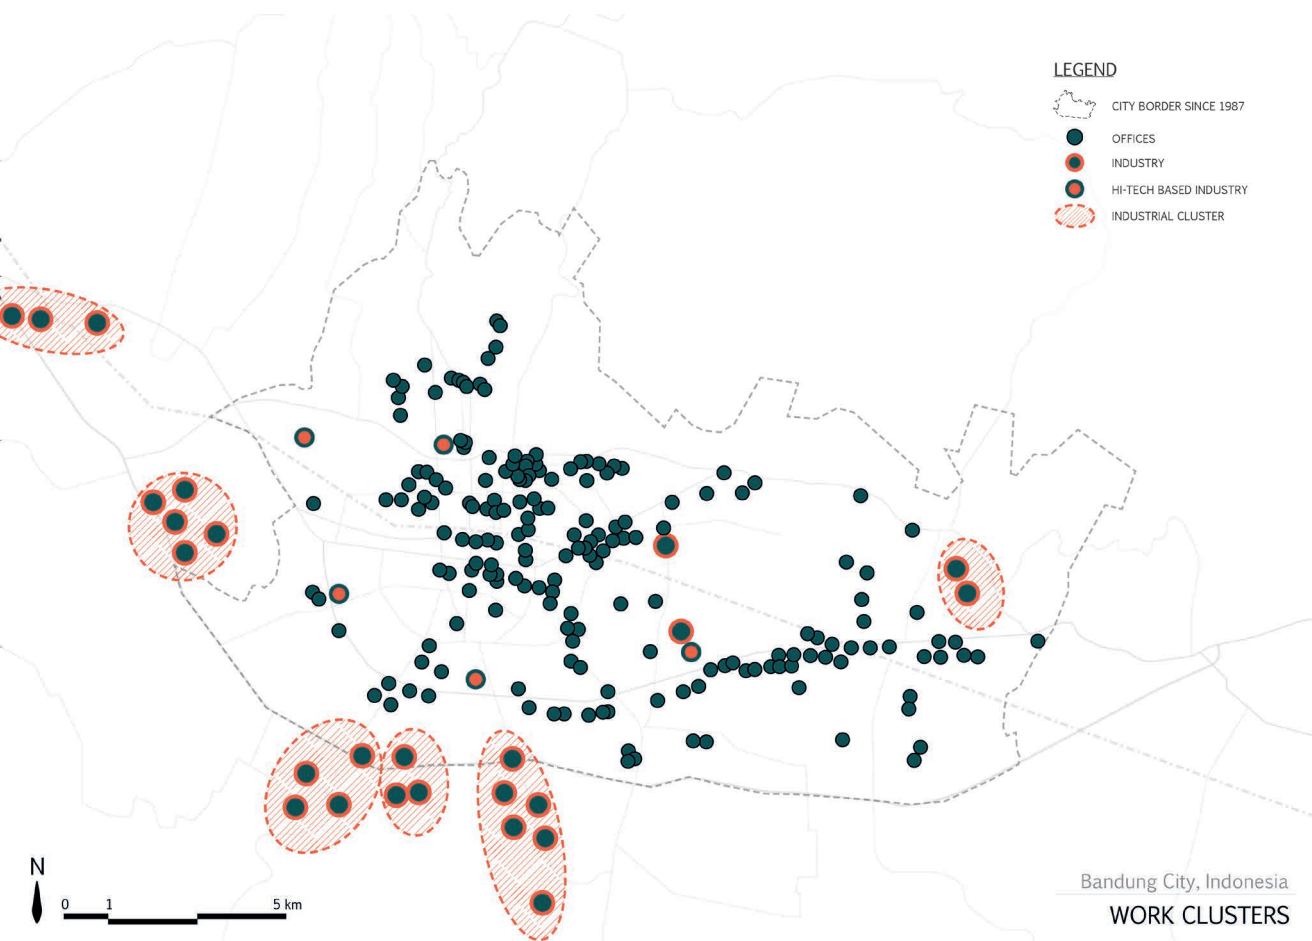 LEGEND
CITY BORDER SINCE 1987
OFFICES
INDUSTRY
HI-TECH BASED INDUSTRY
INDUSTRIAL CLUSTER
N
0 1 5 km
Bandung City, Indonesia
WORK CLUSTERS